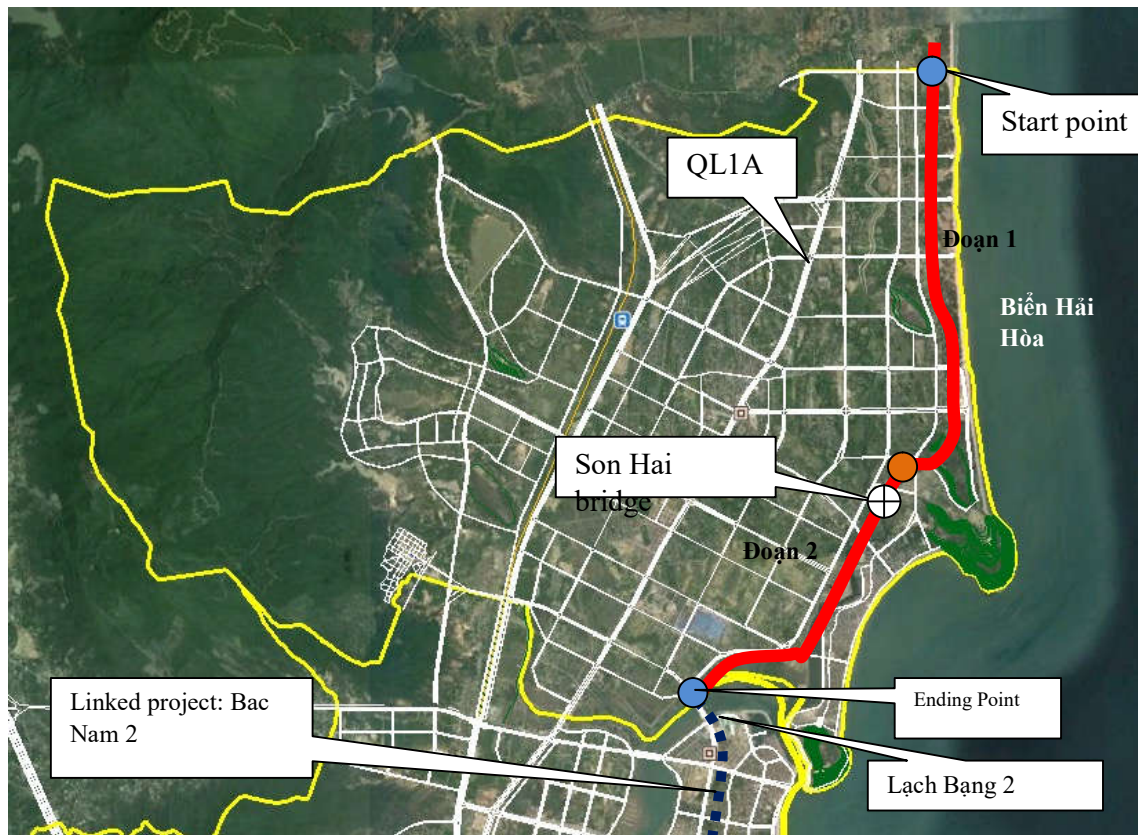 Start point
QL1A
Đoạn 1
Biển Hải
Hòa
Son Hai
bridge
Đoạn 2
Linked project: Bac
Nam 2
Ending Point
Lạch Bạng 2